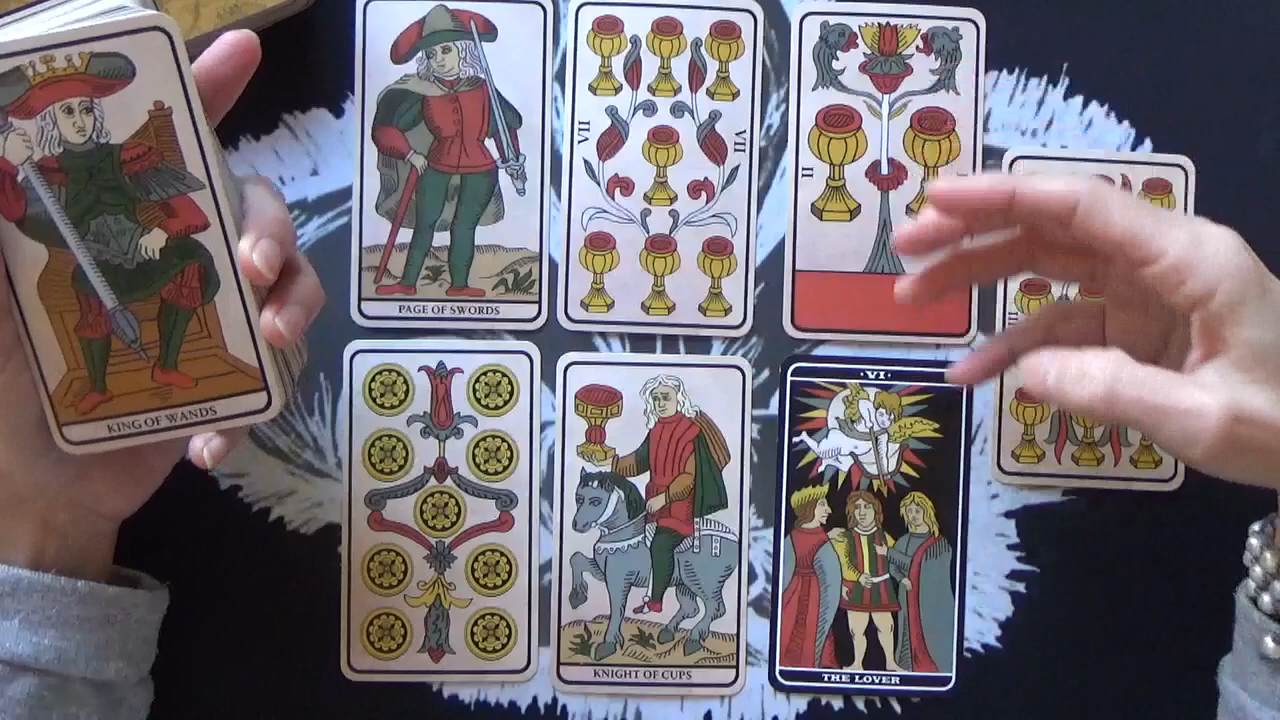 PAGE OF SWORDS
VII
VII
II
KING OF WANDS
KNIGHT OF CUPS
·VI·
THE LOVER